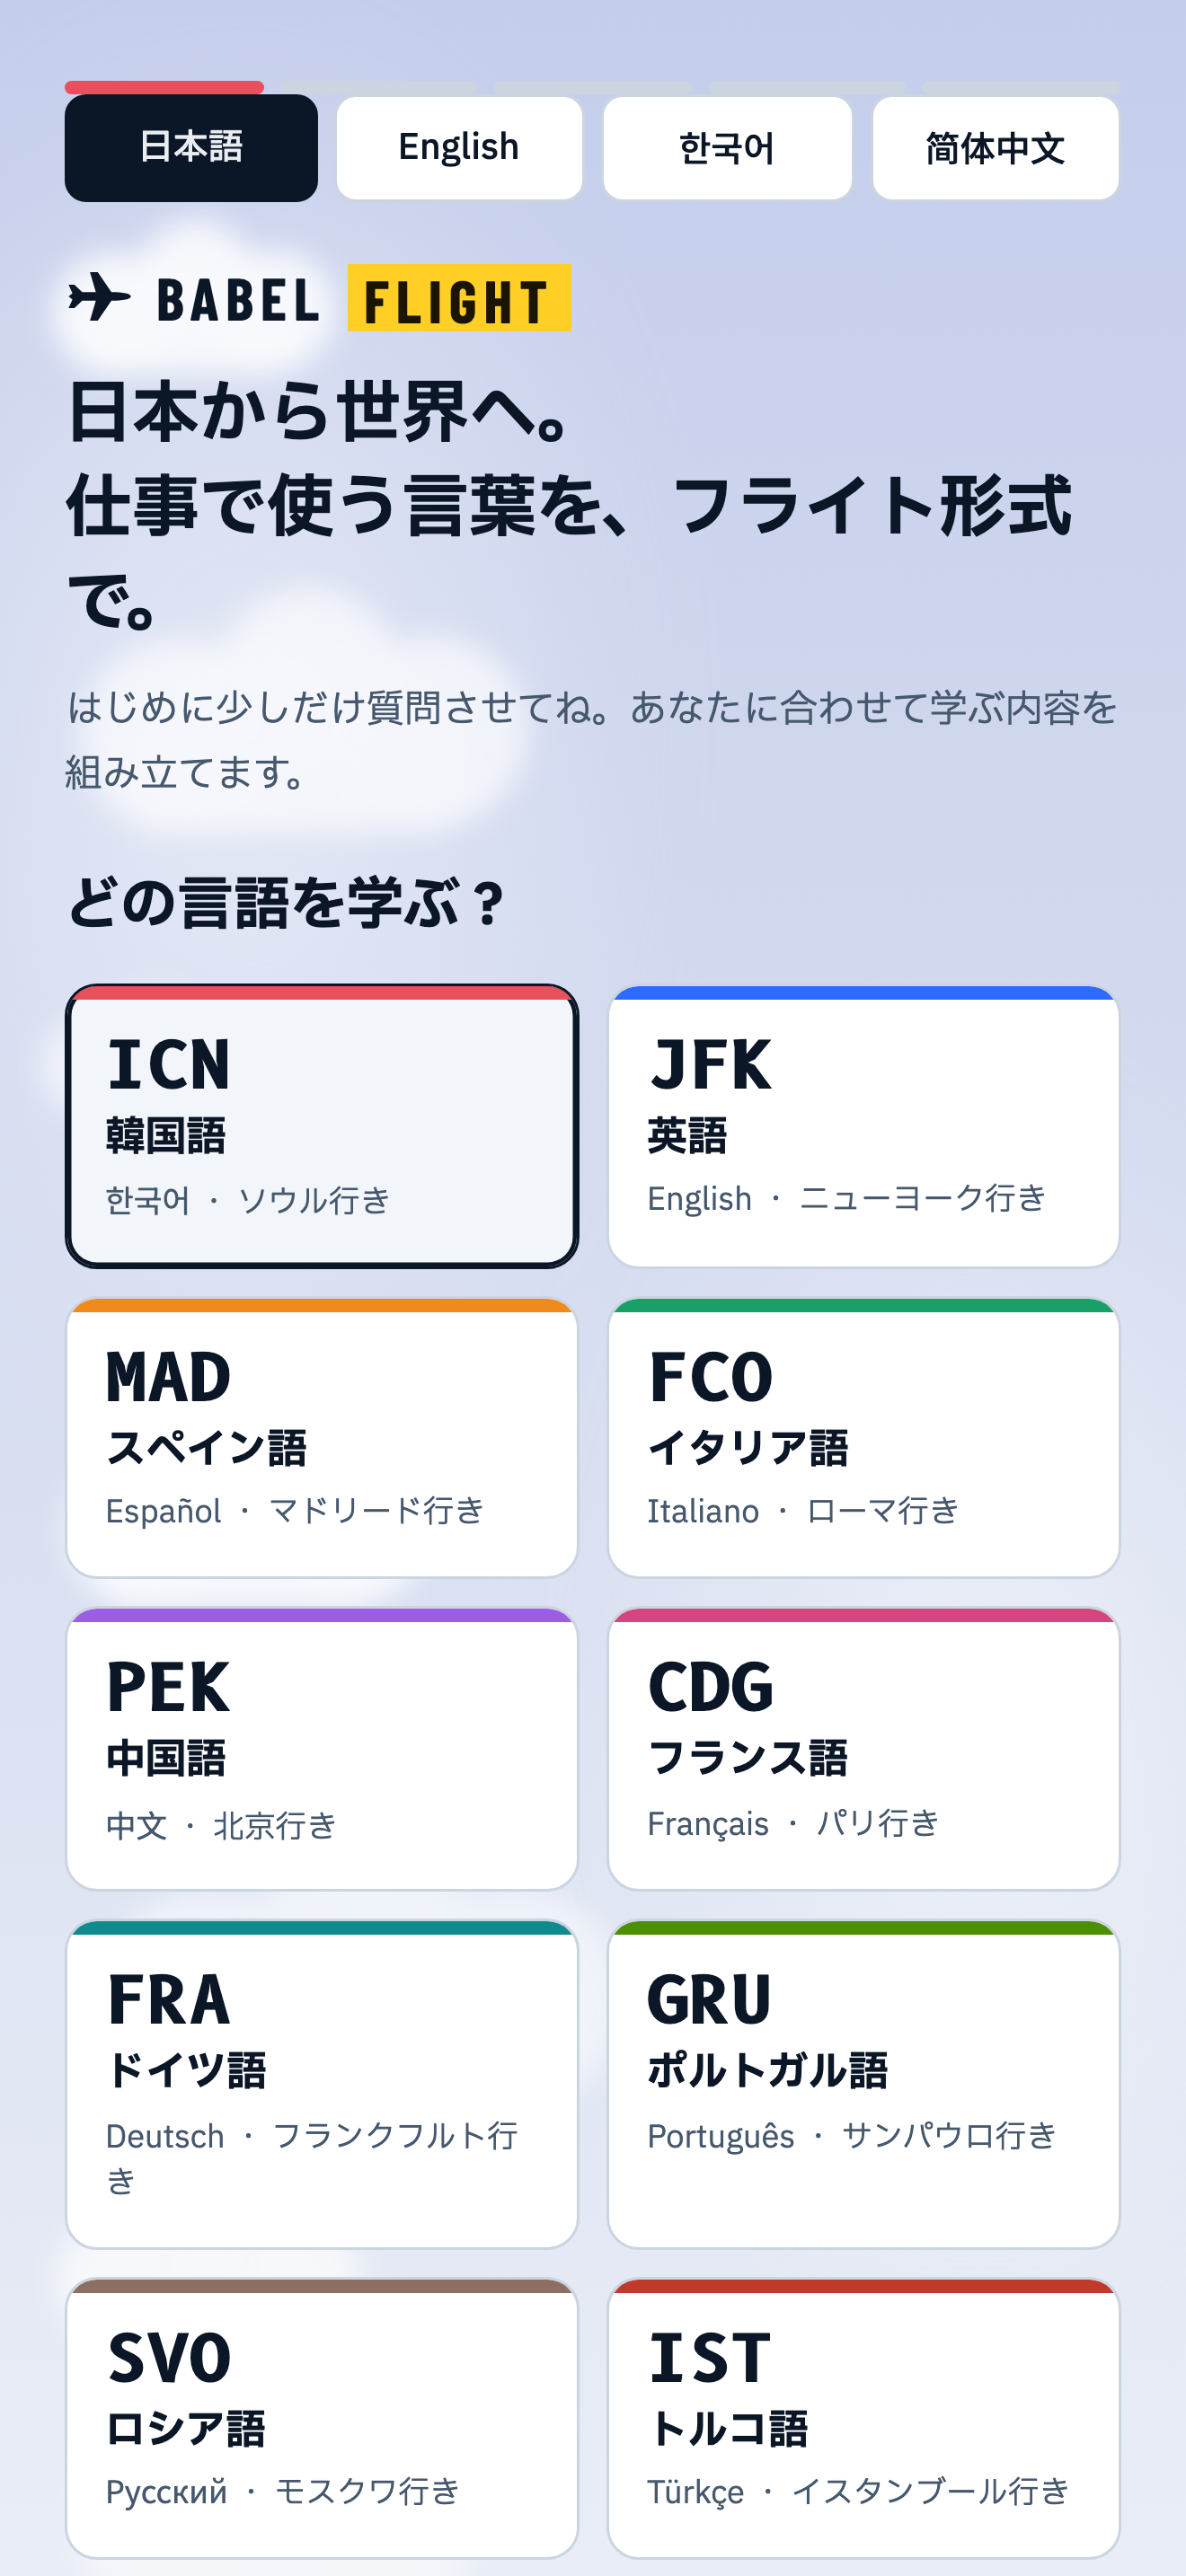 日本語
English
한국어
简体中文
BABEL FLIGHT
日本から世界へ。
仕事で使う言葉を、フライト形式
で。
はじめに少しだけ質問させてね。あなたに合わせて学ぶ内容を
組み立てます。
どの言語を学ぶ?
ICN
韓国語
한국어 · ソウル行き
JFK
英語
English · ニューヨーク行き
MAD
スペイン語
Español · マドリード行き
FCO
イタリア語
Italiano · ローマ行き
PEK
中国語
中文 · 北京行き
CDG
フランス語
Français · パリ行き
FRA
ドイツ語
Deutsch · フランクフルト行
き
GRU
ポルトガル語
Português · サンパウロ行き
SVO
ロシア語
Русский · モスクワ行き
IST
トルコ語
Türkçe · イスタンブール行き